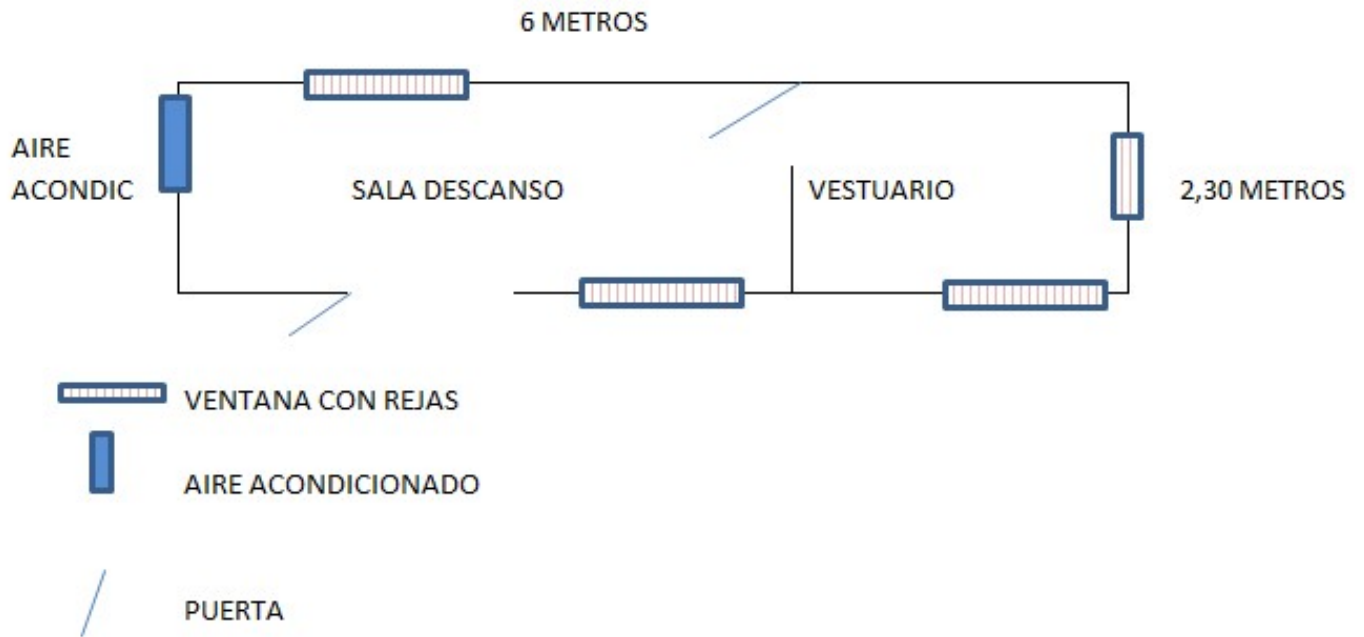 6 METROS
AIRE
ACONDIC
SALA DESCANSO
VESTUARIO
2,30 METROS
VENTANA CON REJAS
AIRE ACONDICIONADO
PUERTA